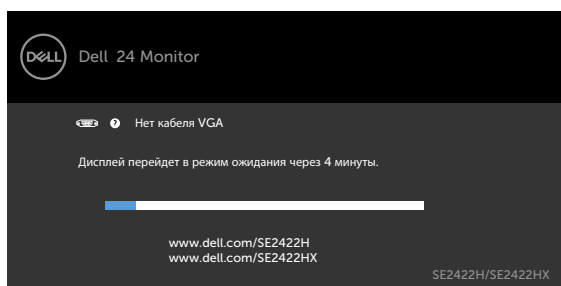 DELL Dell 24 Monitor
? Нет кабеля VGA
Дисплей перейдет в режим ожидания через 4 минуты.
www.dell.com/SE2422H
www.dell.com/SE2422HX
SE2422H/SE2422HX